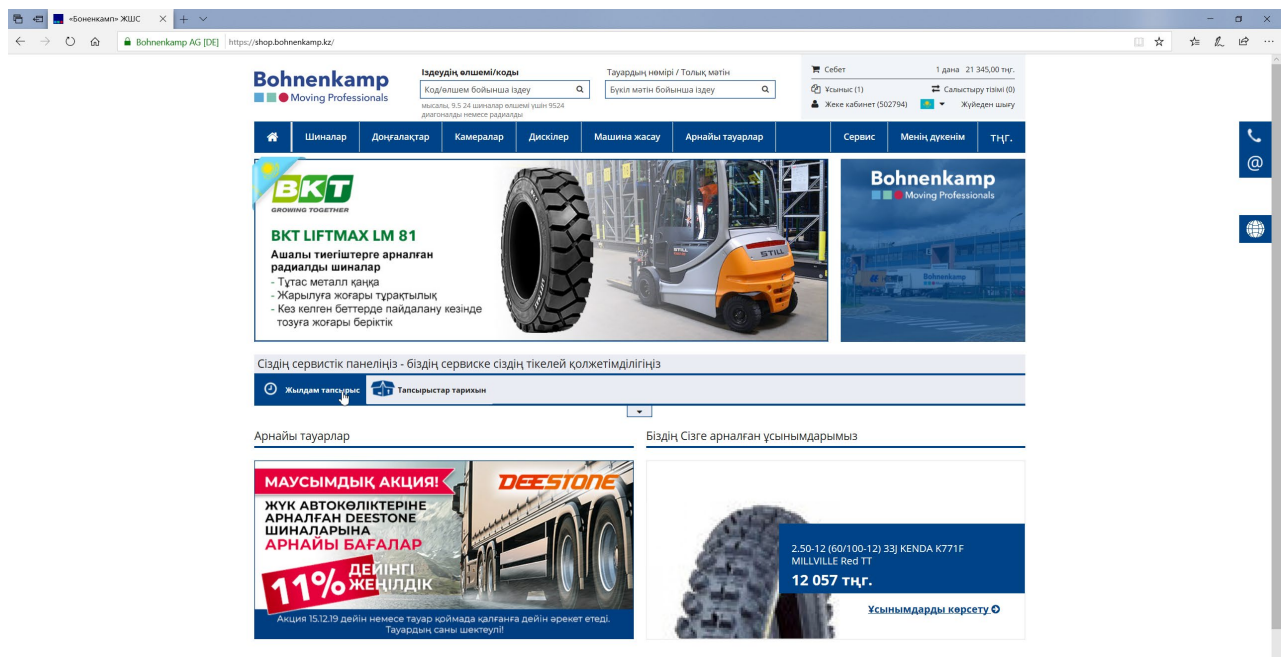 «Боненкамп» ЖШС
Bohnenkamp AG [DE]
https://shop.bohnenkamp.kz/
Bohnenkamp
Moving Professionals
Іздеудің өлшемі/коды
Код/өлшем бойынша іздеу
мысалы, 9.5 24 шиналар өлшемі үшін 9524
диагоналды немесе радиалды
Тауардың нөмірі / Толық мәтін
Бүкіл мәтін бойынша іздеу
Себет 1 дана 21 345,00 тңг.
Ұсыныс (1) Салыстыру тізімі (0)
Жеке кабинет (502794) Жүйеден шығу
Шиналар Доңғалақтар Камералар Дискілер Машина жасау Арнайы тауарлар Сервис Менің дүкенім тңг.
BKT
GROWING TOGETHER
BKT LIFTMAX LM 81
Ашалы тиегіштерге арналған
радиалды шиналар
- Тұтас металл қаңқа
- Жарылуға жоғары тұрақтылық
- Кез келген беттерде пайдалану кезінде
тозуға жоғары беріктік
STILL
Bohnenkamp
Moving Professionals
Bohnenkamp
Сіздің сервистік панеліңіз - біздің сервиске сіздің тікелей қолжетімділігіңіз
Жылдам тапсырыс Тапсырыстар тарихын
Арнайы тауарлар
МАУСЫМДЫҚ АКЦИЯ!
DEESTONE
ЖҮК АВТОКӨЛІКТЕРІНЕ
АРНАЛҒАН DEESTONE
ШИНАЛАРЫНА
АРНАЙЫ БАҒАЛАР
11% ДЕЙІНГІ
ЖЕҢІЛДІК
Акция 15.12.19 дейін немесе тауар қоймада қалғанға дейін әрекет етеді.
Тауардың саны шектеулі!
Біздің Сізге арналған ұсынымдарымыз
2.50-12 (60/100-12) 33J KENDA K771F
MILLVILLE Red TT
12 057 тңг.
Ұсынымдарды көрсету